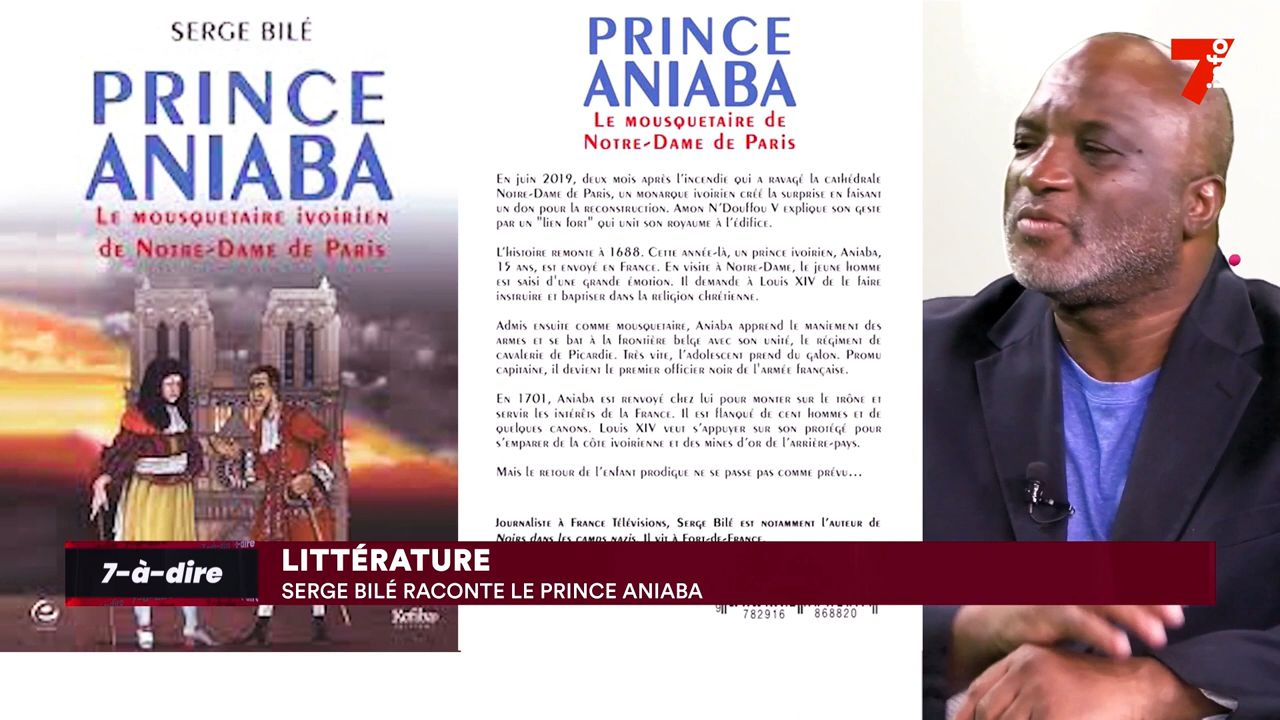 SERGE BILÉ
PRINCE
ANIABA
Le mousquetaire ivoirien
de Notre-Dame de Paris
Kofiba
PRINCE
ANIABA
Le mousquetaire de
Notre-Dame de Paris
En juin 2019, deux mois après l'incendie qui a ravagé la cathédrale
Notre-Dame de Paris, un monarque ivoirien créé la surprise en faisant
un don pour la reconstruction. Amon N'Douffou V explique son geste
par un "lien fort" qui unit son royaume à l'édifice.
L'histoire remonte à 1688. Cette année-là, un prince ivoirien, Aniaba,
15 ans, est envoyé en France. En visite à Notre-Dame, le jeune homme
est saisi d'une grande émotion. Il demande à Louis XIV de le faire
instruire et baptiser dans la religion chrétienne.
Admis ensuite comme mousquetaire, Aniaba apprend le maniement des
armes et se bat à la frontière belge avec son unité, le régiment de
cavalerie de Picardie. Très vite, l'adolescent prend du galon. Promu
capitaine, il devient le premier officier noir de l'armée française.
En 1701, Aniaba est renvoyé chez lui pour monter sur le trône et
servir les intérêts de la France. Il est flanqué de cent hommes et de
quelques canons. Louis XIV veut s'appuyer sur son protégé pour
s'emparer de la côte ivoirienne et des mines d'or de l'arrière-pays.
Mais le retour de l'enfant prodigue ne se passe pas comme prévu...
Journaliste à France Télévisions, Serge Bilé est notamment l'auteur de
Noirs dans les camps nazis. Il vit à Fort-de-France.
9 782916 868820
7info
7-à-dire
LITTÉRATURE
SERGE BILÉ RACONTE LE PRINCE ANIABA